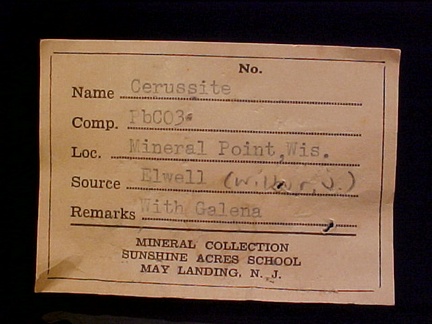 No.
Name Cerussite
Comp. PbCO3
Loc. Mineral Point,Wis.
Source Elwell (Wilbur, J.)
Remarks With Galena
MINERAL COLLECTION
SUNSHINE ACRES SCHOOL
MAY LANDING, N. J.